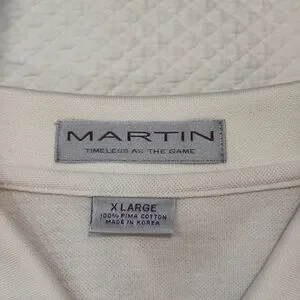 MARTIN
TIMELESS AS THE GAME
X LARGE
100% PIMA COTTON
MADE IN KOREA